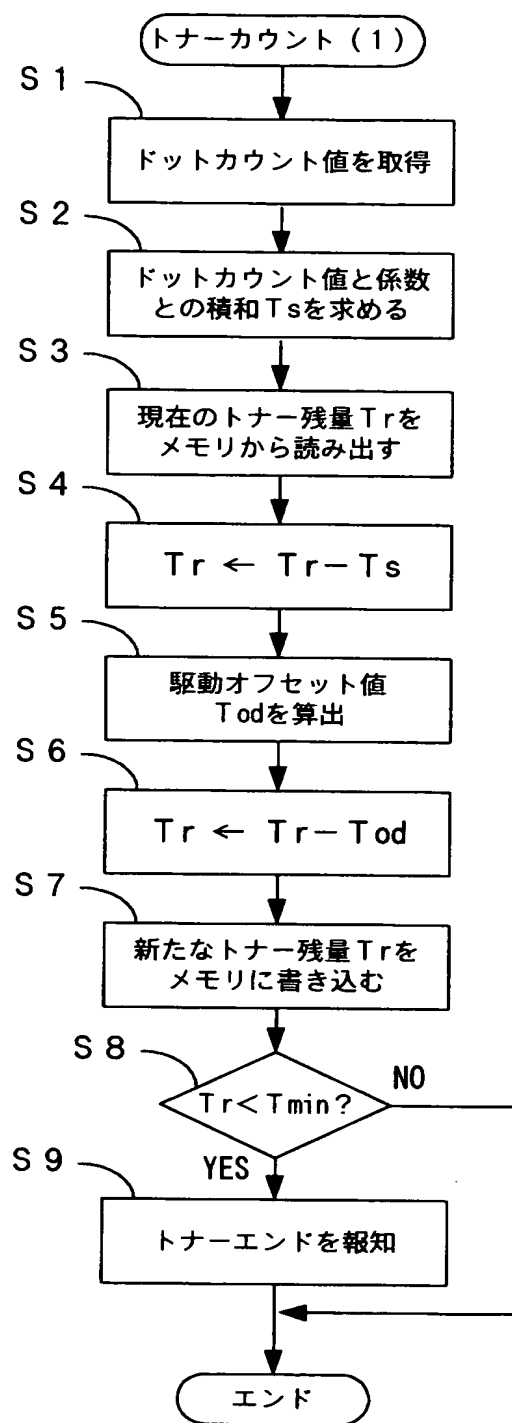 トナーカウント(1)
S1
ドットカウント値を取得
S2
ドットカウント値と係数
との積和Tsを求める
S3
現在のトナー残量Trを
メモリから読み出す
S4
Tr ← Tr−Ts
S5
駆動オフセット値
Todを算出
S6
Tr ← Tr−Tod
S7
新たなトナー残量Trを
メモリに書き込む
S8
Tr<Tmin?
NO
YES
S9
トナーエンドを報知
エンド